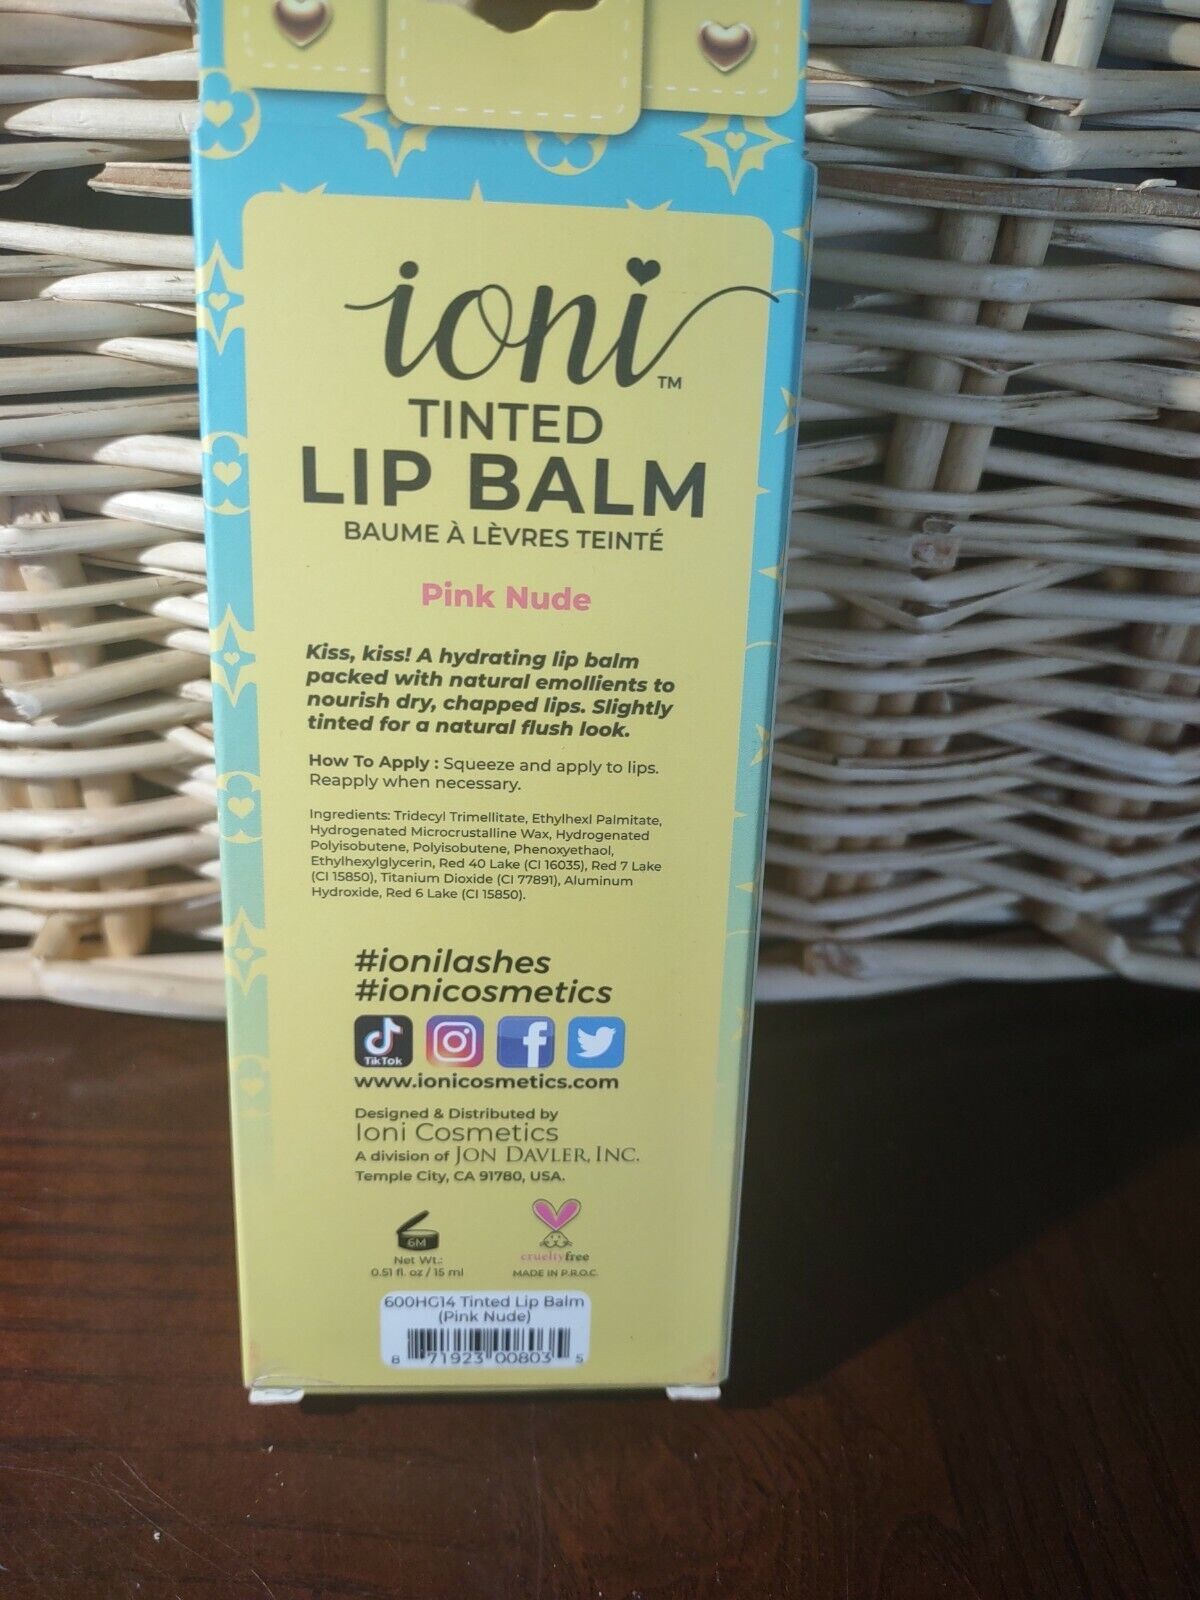 ioni™
TINTED
LIP BALM
BAUME À LÈVRES TEINTÉ
Pink Nude
Kiss, kiss! A hydrating lip balm
packed with natural emollients to
nourish dry, chapped lips. Slightly
tinted for a natural flush look.
How To Apply : Squeeze and apply to lips.
Reapply when necessary.
Ingredients: Tridecyl Trimellitate, Ethylhexl Palmitate,
Hydrogenated Microcrustalline Wax, Hydrogenated
Polyisobutene, Polyisobutene, Phenoxyethaol,
Ethylhexylglycerin, Red 40 Lake (CI 16035), Red 7 Lake
(CI 15850), Titanium Dioxide (CI 77891), Aluminum
Hydroxide, Red 6 Lake (CI 15850).
#ionilashes
#ionicosmetics
TikTok
www.ionicosmetics.com
Designed & Distributed by
Ioni Cosmetics
A division of JON DAVLER, INC.
Temple City, CA 91780, USA.
6M
Net Wt.:
0.51 fl. oz / 15 ml
crueltyfree
MADE IN P.R.O.C.
600HG14 Tinted Lip Balm
(Pink Nude)
8 71923 00803 5